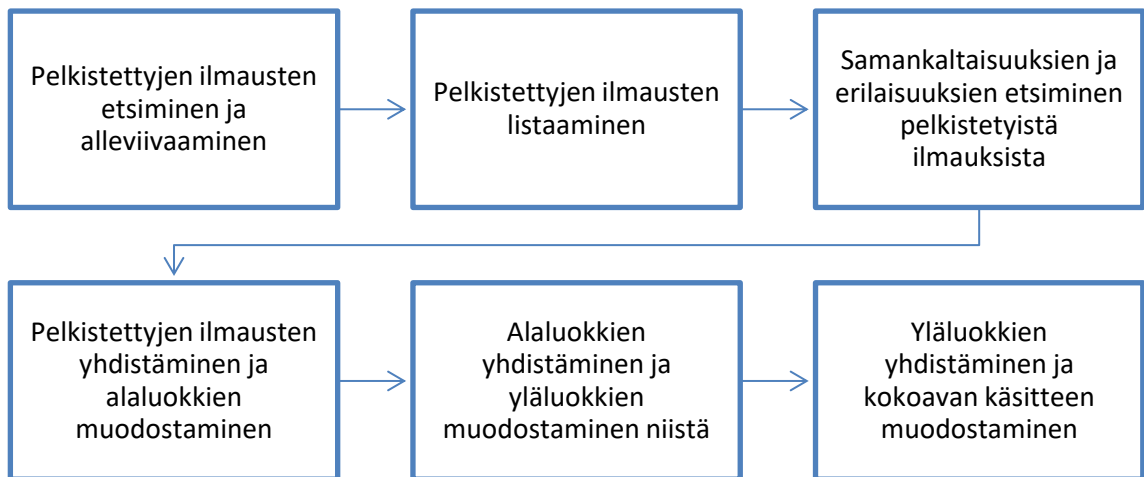 Pelkistettyjen ilmausten
etsiminen ja
alleviivaaminen
Pelkistettyjen ilmausten
listaaminen
Samankaltaisuuksien ja
erilaisuuksien etsiminen
pelkistetyistä
ilmauksista
Pelkistettyjen ilmausten
yhdistäminen ja
alaluokkien
muodostaminen
Alaluokkien
yhdistäminen ja
yläluokkien
muodostaminen niistä
Yläluokkien
yhdistäminen ja
kokoavan käsitteen
muodostaminen